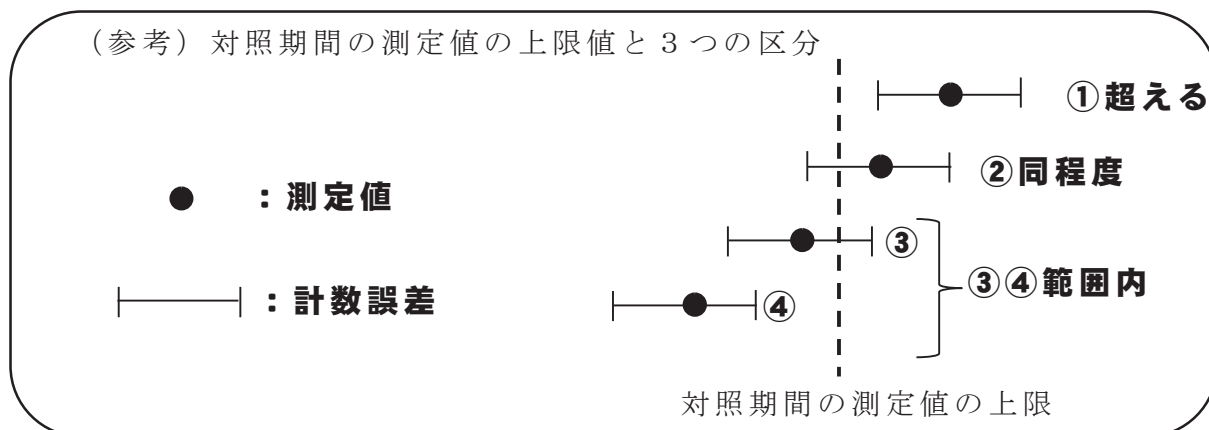 （参考）対照期間の測定値の上限値と３つの区分
①超える
②同程度
：測定値
③
③④範囲内
：計数誤差
④
対照期間の測定値の上限